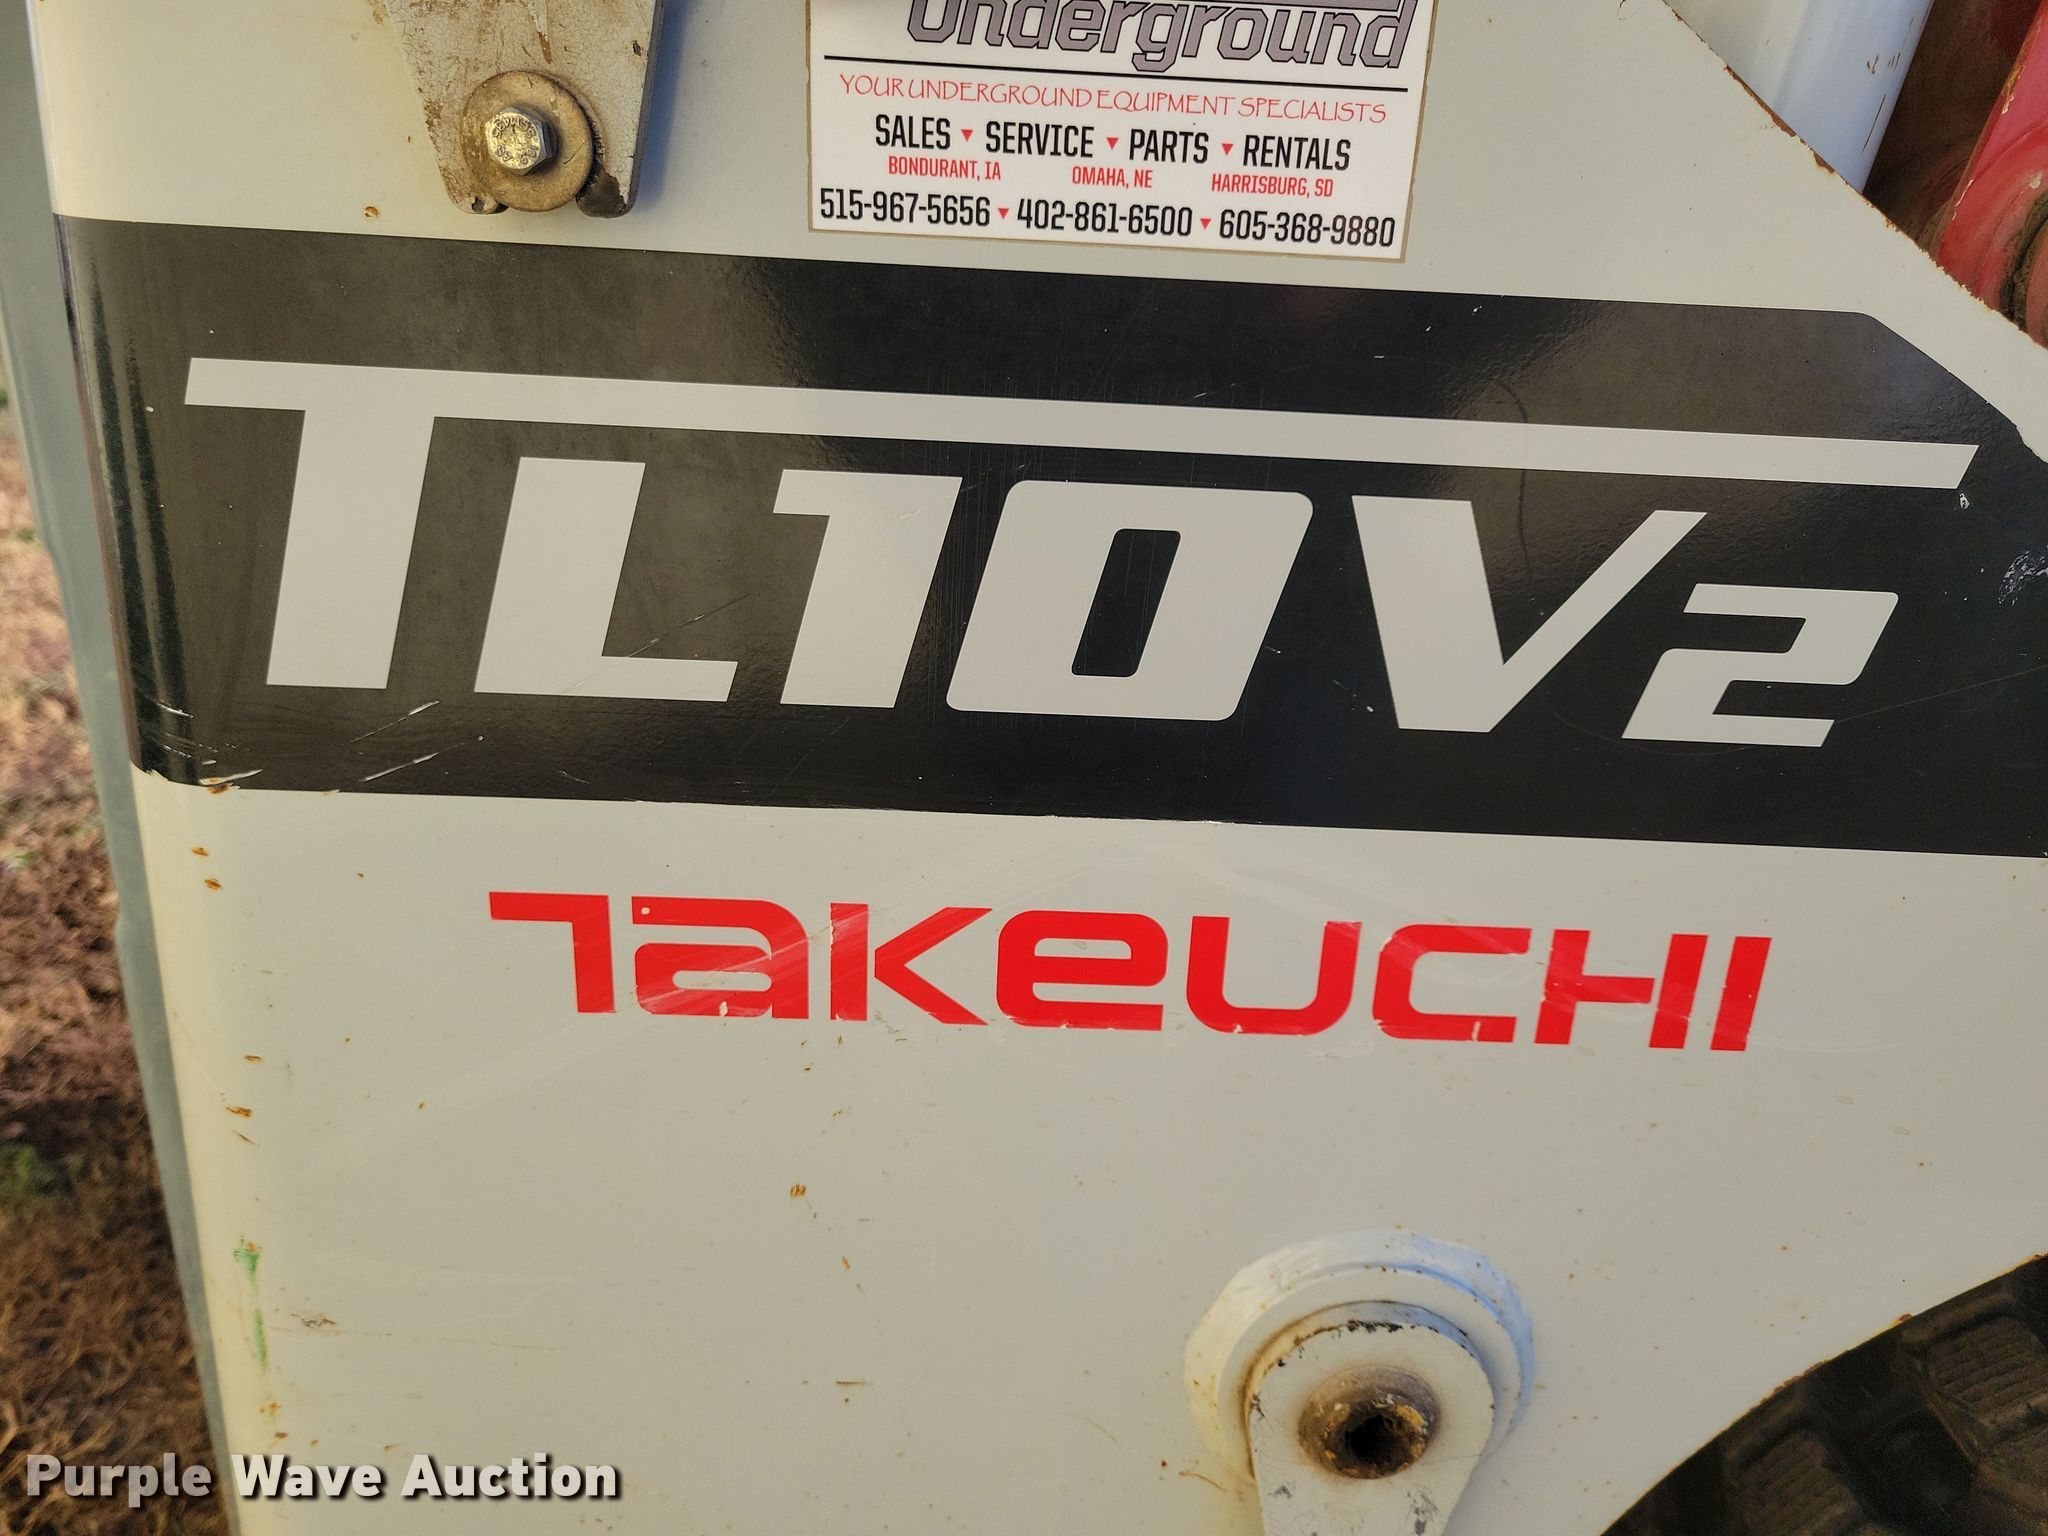 Underground
YOUR UNDERGROUND EQUIPMENT SPECIALISTS
SALES ▾ SERVICE ▾ PARTS ▾ RENTALS
BONDURANT, IA OMAHA, NE HARRISBURG, SD
515-967-5656 ▾ 402-861-6500 ▾ 605-368-9880
TL10V2
TAKEUCHI
Purple Wave Auction